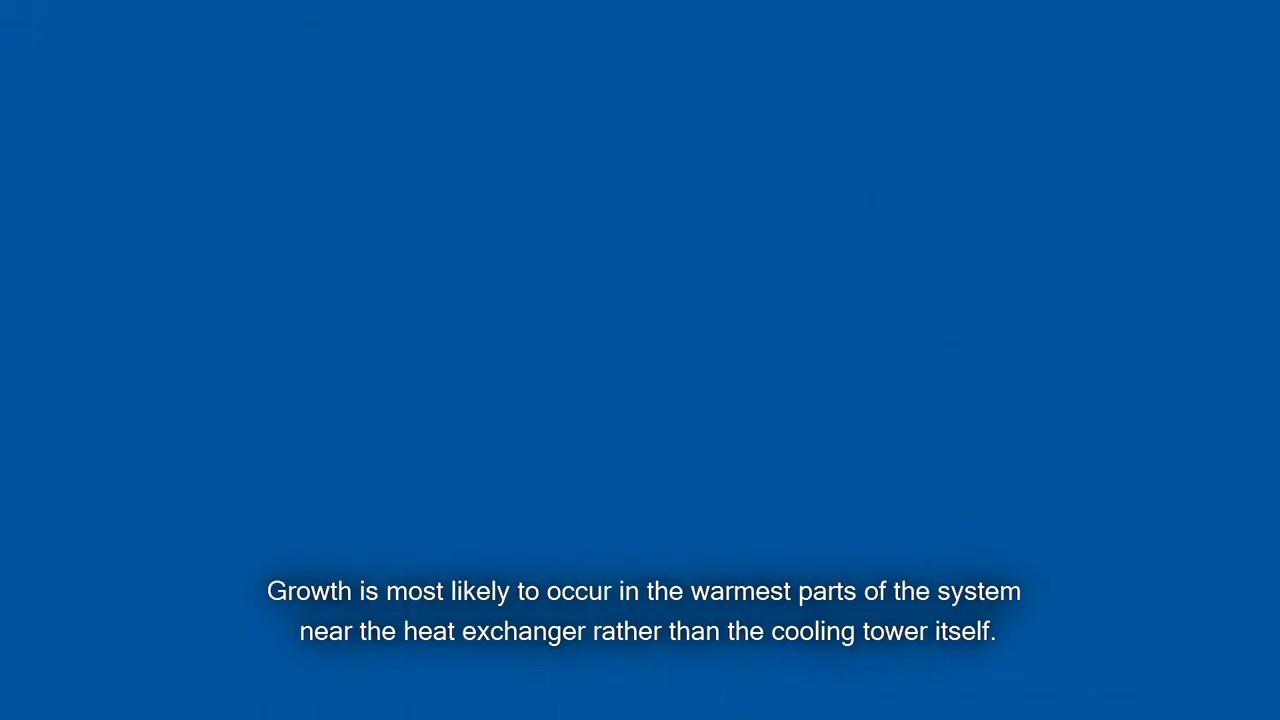 Growth is most likely to occur in the warmest parts of the system
near the heat exchanger rather than the cooling tower itself.